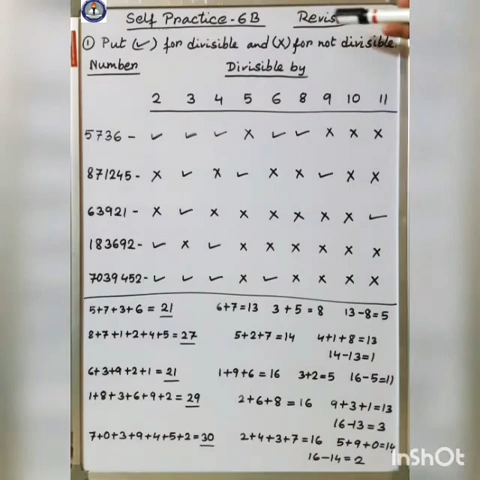 Self Practice-6B Revis
① Put (✓) for divisible and (x) for not divisible.
Number Divisible by
2 3 4 5 6 8 9 10 11
5736 - ✓ ✓ ✓ x ✓ ✓ x x x
871245 - x ✓ x ✓ x x ✓ x x
63921 - x ✓ x x x x x x ✓
183692 - ✓ x ✓ x x x x x x
7039452 - ✓ ✓ ✓ x ✓ x x x x
5+7+3+6 = 21 6+7=13 3+5=8 13-8=5
8+7+1+2+4+5=27 5+2+7=14 4+1+8=13
14-13=1
6+3+9+2+1=21 1+9+6=16 3+2=5 16-5=11
1+8+3+6+9+2=29 2+6+8=16 9+3+1=13
16-13=3
7+0+3+9+4+5+2=30 2+4+3+7=16 5+9+0=14
16-14=2
InShOt